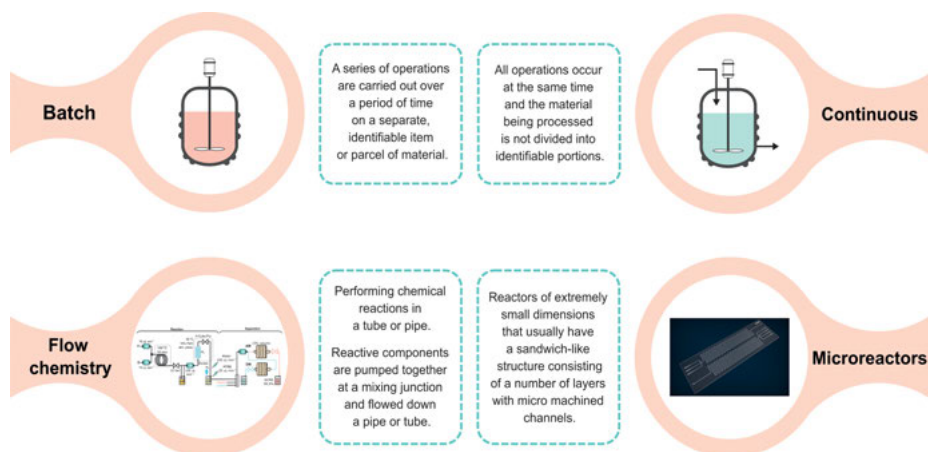 Batch
A series of operations
are carried out over
a period of time
on a separate,
identifiable item
or parcel of material.
All operations occur
at the same time
and the material
being processed
is not divided into
identifiable portions.
Continuous
Flow
chemistry
Performing chemical
reactions in
a tube or pipe.
Reactive components
are pumped together
at a mixing junction
and flowed down
a pipe or tube.
Reactors of extremely
small dimensions
that usually have
a sandwich-like
structure consisting
of a number of layers
with micro machined
channels.
Microreactors